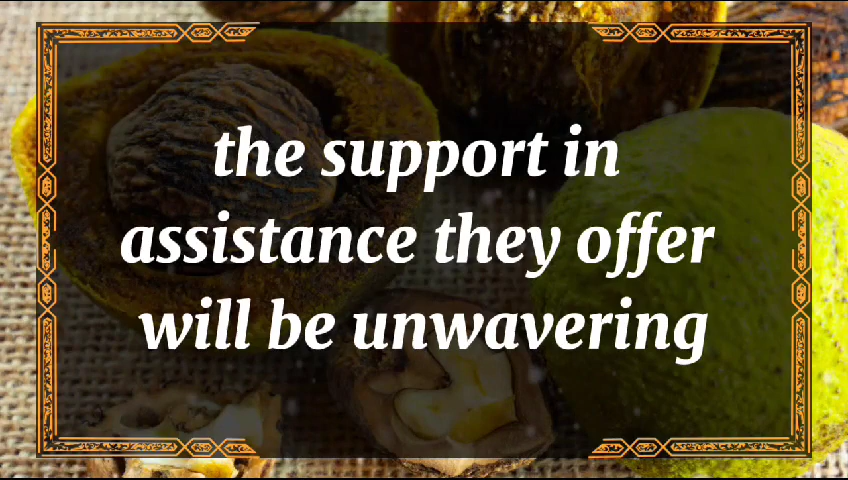 the support in
assistance they offer
will be unwavering